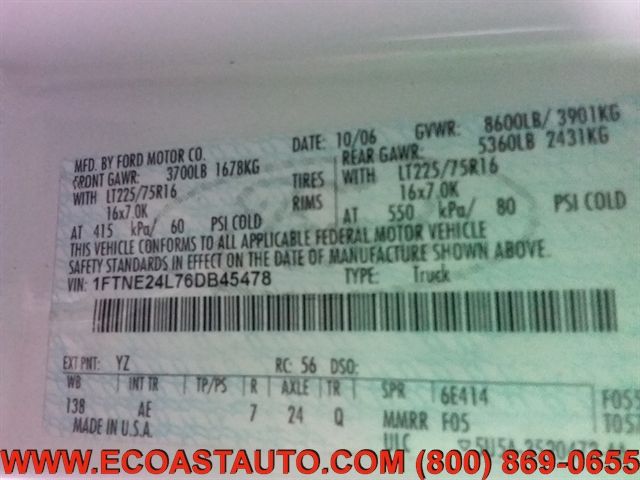 MFD. BY FORD MOTOR CO. DATE: 10/06 GVWR: 8600LB/ 3901KG
FRONT GAWR: 3700LB 1678KG REAR GAWR: 5360LB 2431KG
WITH LT225/75R16 TIRES WITH LT225/75R16
16x7.0K RIMS 16x7.0K
AT 415 kPa/ 60 PSI COLD AT 550 kPa/ 80 PSI COLD
THIS VEHICLE CONFORMS TO ALL APPLICABLE FEDERAL MOTOR VEHICLE
SAFETY STANDARDS IN EFFECT ON THE DATE OF MANUFACTURE SHOWN ABOVE.
VIN: 1FTNE24L76DB45478 TYPE: Truck
EXT PNT: YZ RC: 56 DSO:
WB INT TR TP/PS R AXLE TR SPR 6E414
138 AE 7 24 Q MMRR F05
MADE IN U.S.A. ULC
WWW.ECOASTAUTO.COM (800) 869-0655